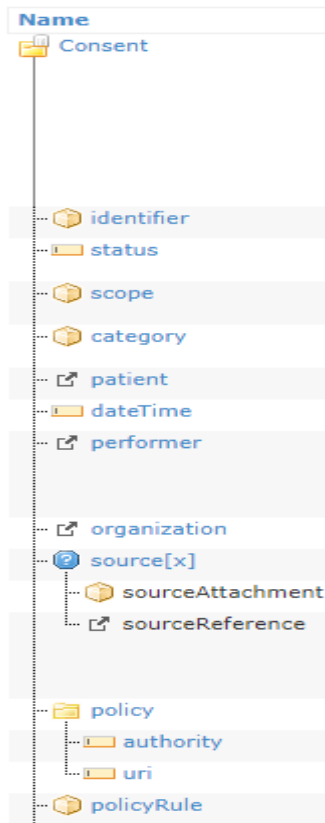 Name
Consent
identifier
status
scope
category
patient
dateTime
performer
organization
source[x]
sourceAttachment
sourceReference
policy
authority
uri
policyRule